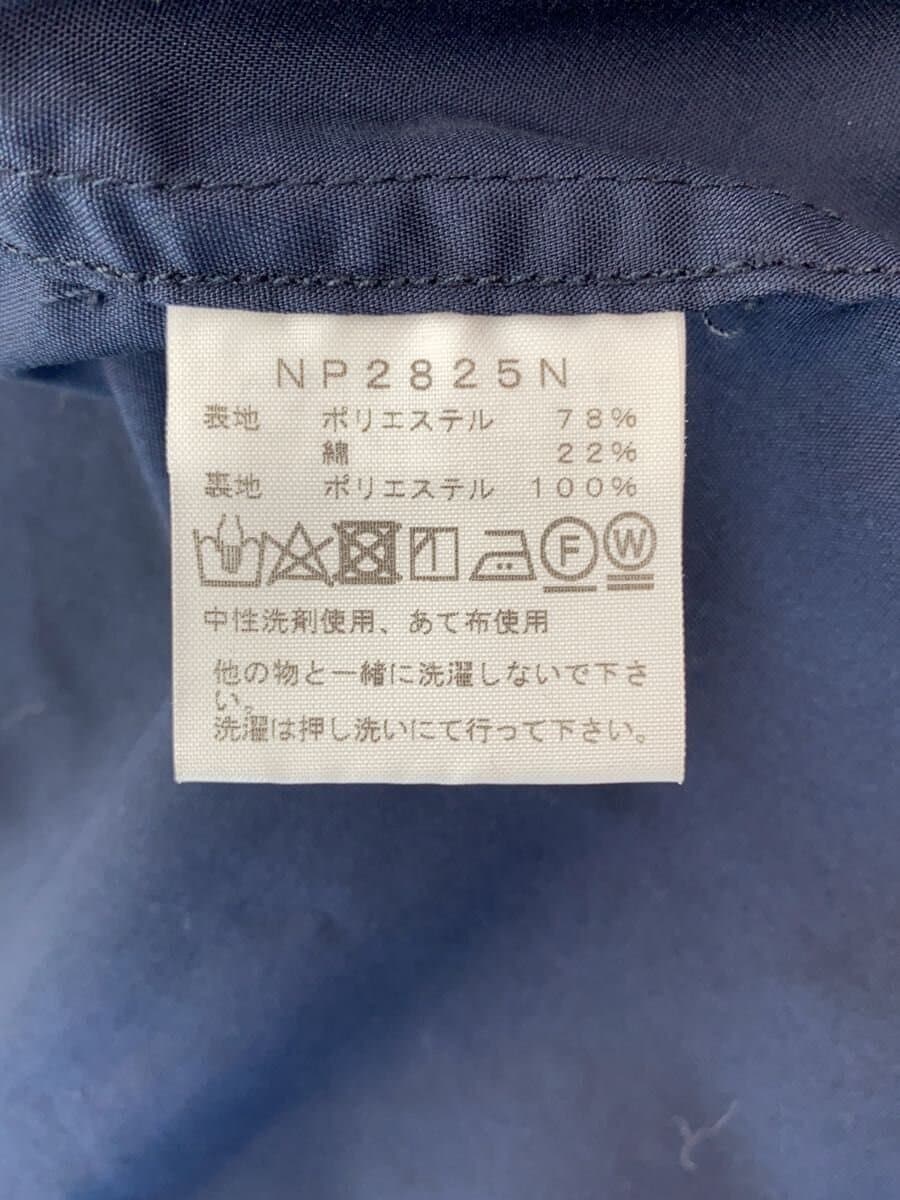 NP2825N
表地 ポリエステル 78%
綿 22%
裏地 ポリエステル 100%
F W
中性洗剤使用、あて布使用
他の物と一緒に洗濯しないで下さ
い。
洗濯は押し洗いにて行って下さい。